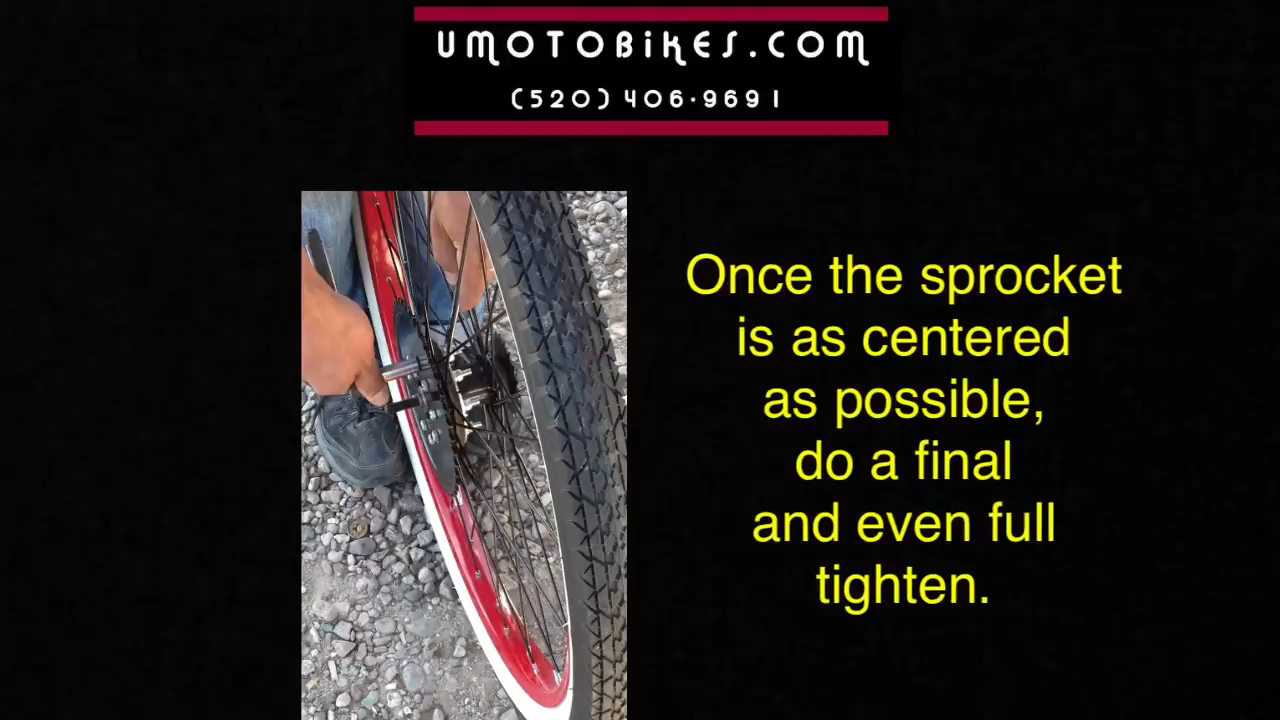 UMOTOBIKES.COM
(520) 406-9691
Once the sprocket
is as centered
as possible,
do a final
and even full
tighten.